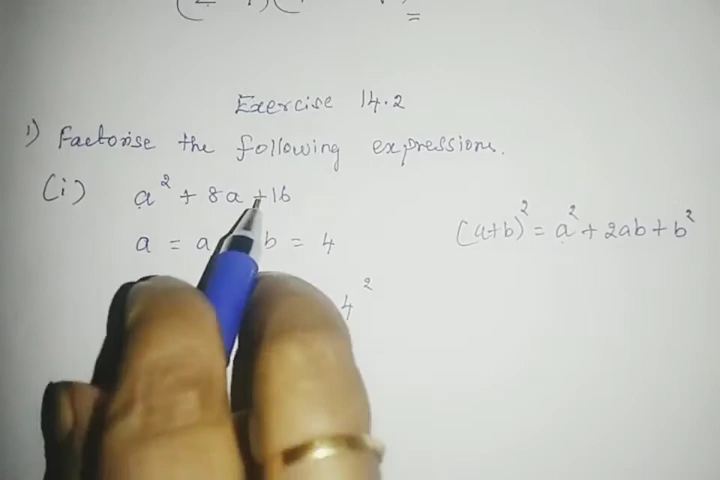 Exercise 14.2
1) Factorise the following expressions.
(i) a² + 8a + 16
(a+b)² = a² + 2ab + b²
a = a b = 4
4²